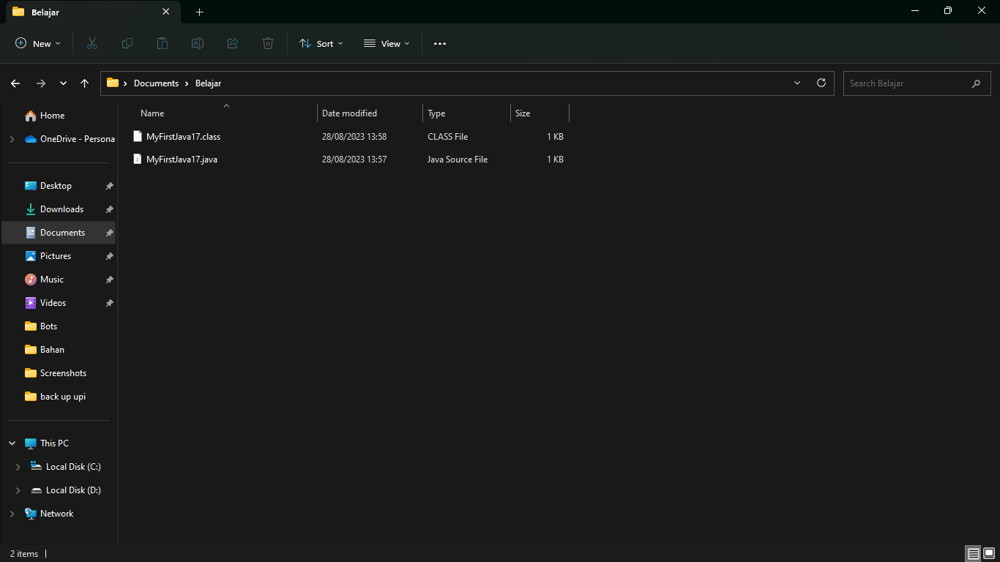 Belajar
New
Sort
View
Documents
Belajar
Search Belajar
Name
Date modified
Type
Size
MyFirstJava17.class
28/08/2023 13:58
CLASS File
1 KB
MyFirstJava17.java
28/08/2023 13:57
Java Source File
1 KB
Home
OneDrive - Persona
Desktop
Downloads
Documents
Pictures
Music
Videos
Bots
Bahan
Screenshots
back up upi
This PC
Local Disk (C:)
Local Disk (D:)
Network
2 items